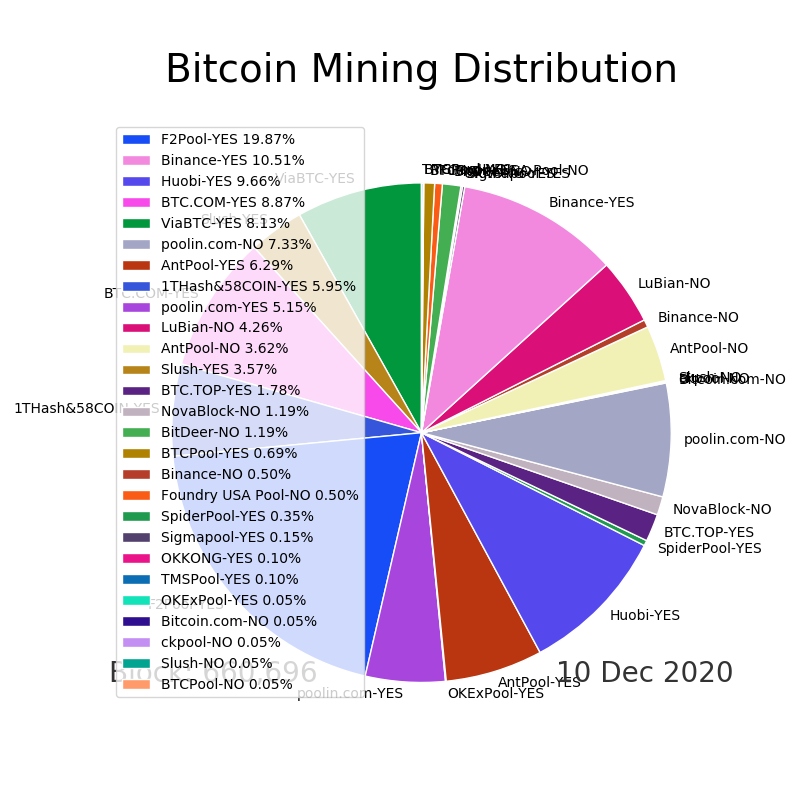 Bitcoin Mining Distribution
F2Pool-YES 19.87%
Binance-YES 10.51%
Huobi-YES 9.66%
BTC.COM-YES 8.87%
ViaBTC-YES 8.13%
poolin.com-NO 7.33%
AntPool-YES 6.29%
1THash&58COIN-YES 5.95%
poolin.com-YES 5.15%
LuBian-NO 4.26%
AntPool-NO 3.62%
Slush-YES 3.57%
BTC.TOP-YES 1.78%
NovaBlock-NO 1.19%
BitDeer-NO 1.19%
BTCPool-YES 0.69%
Binance-NO 0.50%
Foundry USA Pool-NO 0.50%
SpiderPool-YES 0.35%
Sigmapool-YES 0.15%
OKKONG-YES 0.10%
TMSPool-YES 0.10%
OKExPool-YES 0.05%
Bitcoin.com-NO 0.05%
ckpool-NO 0.05%
Slush-NO 0.05%
BTCPool-NO 0.05%
ViaBTC-YES
Slush-YES
BTC.COM-YES
1THash&58COIN-YES
F2Pool-YES
poolin.com-YES
OKExPool-YES
AntPool-YES
Huobi-YES
SpiderPool-YES
BTC.TOP-YES
NovaBlock-NO
poolin.com-NO
AntPool-NO
Binance-NO
LuBian-NO
Binance-YES
Block: 660,696
10 Dec 2020